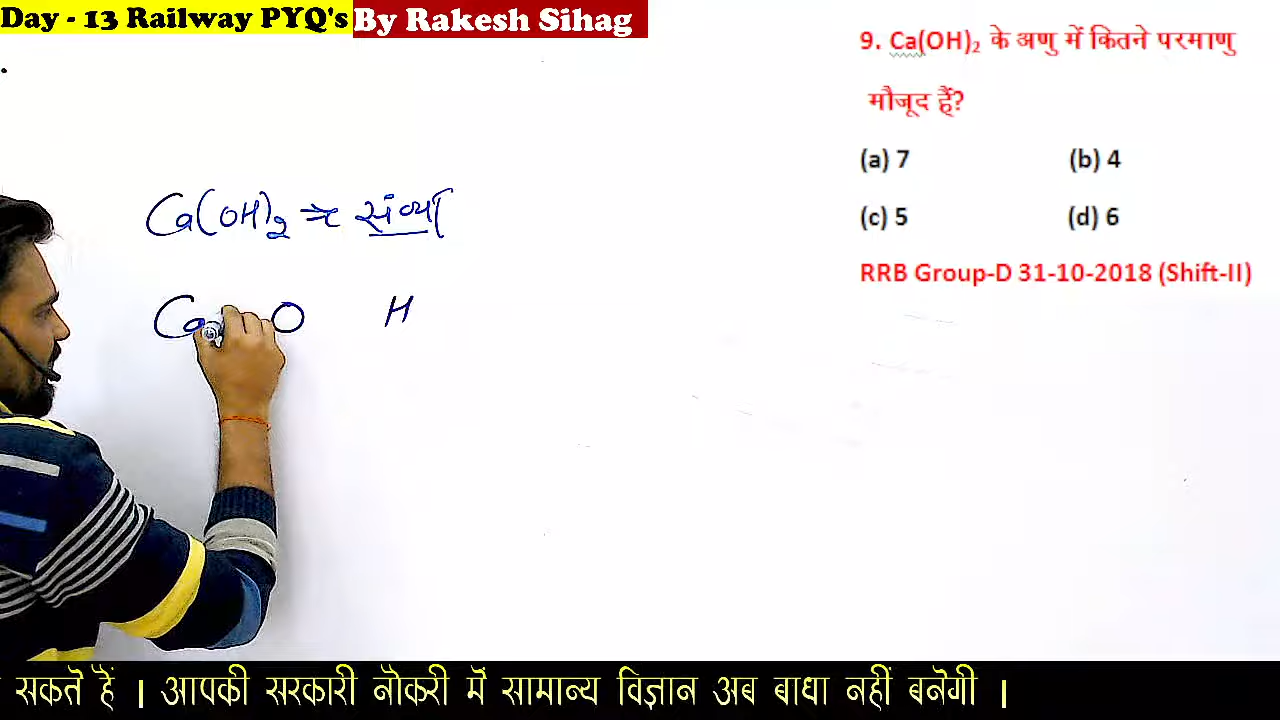 Day - 13 Railway PYQ's By Rakesh Sihag
9. Ca(OH)₂ के अणु में कितने परमाणु
मौजूद हैं?
(a) 7 (b) 4
(c) 5 (d) 6
RRB Group-D 31-10-2018 (Shift-II)
Ca(OH)₂ ⇒
Ca O H
सकते हैं । आपकी सरकारी नौकरी में सामान्य विज्ञान अब बाधा नहीं बनेगी ।